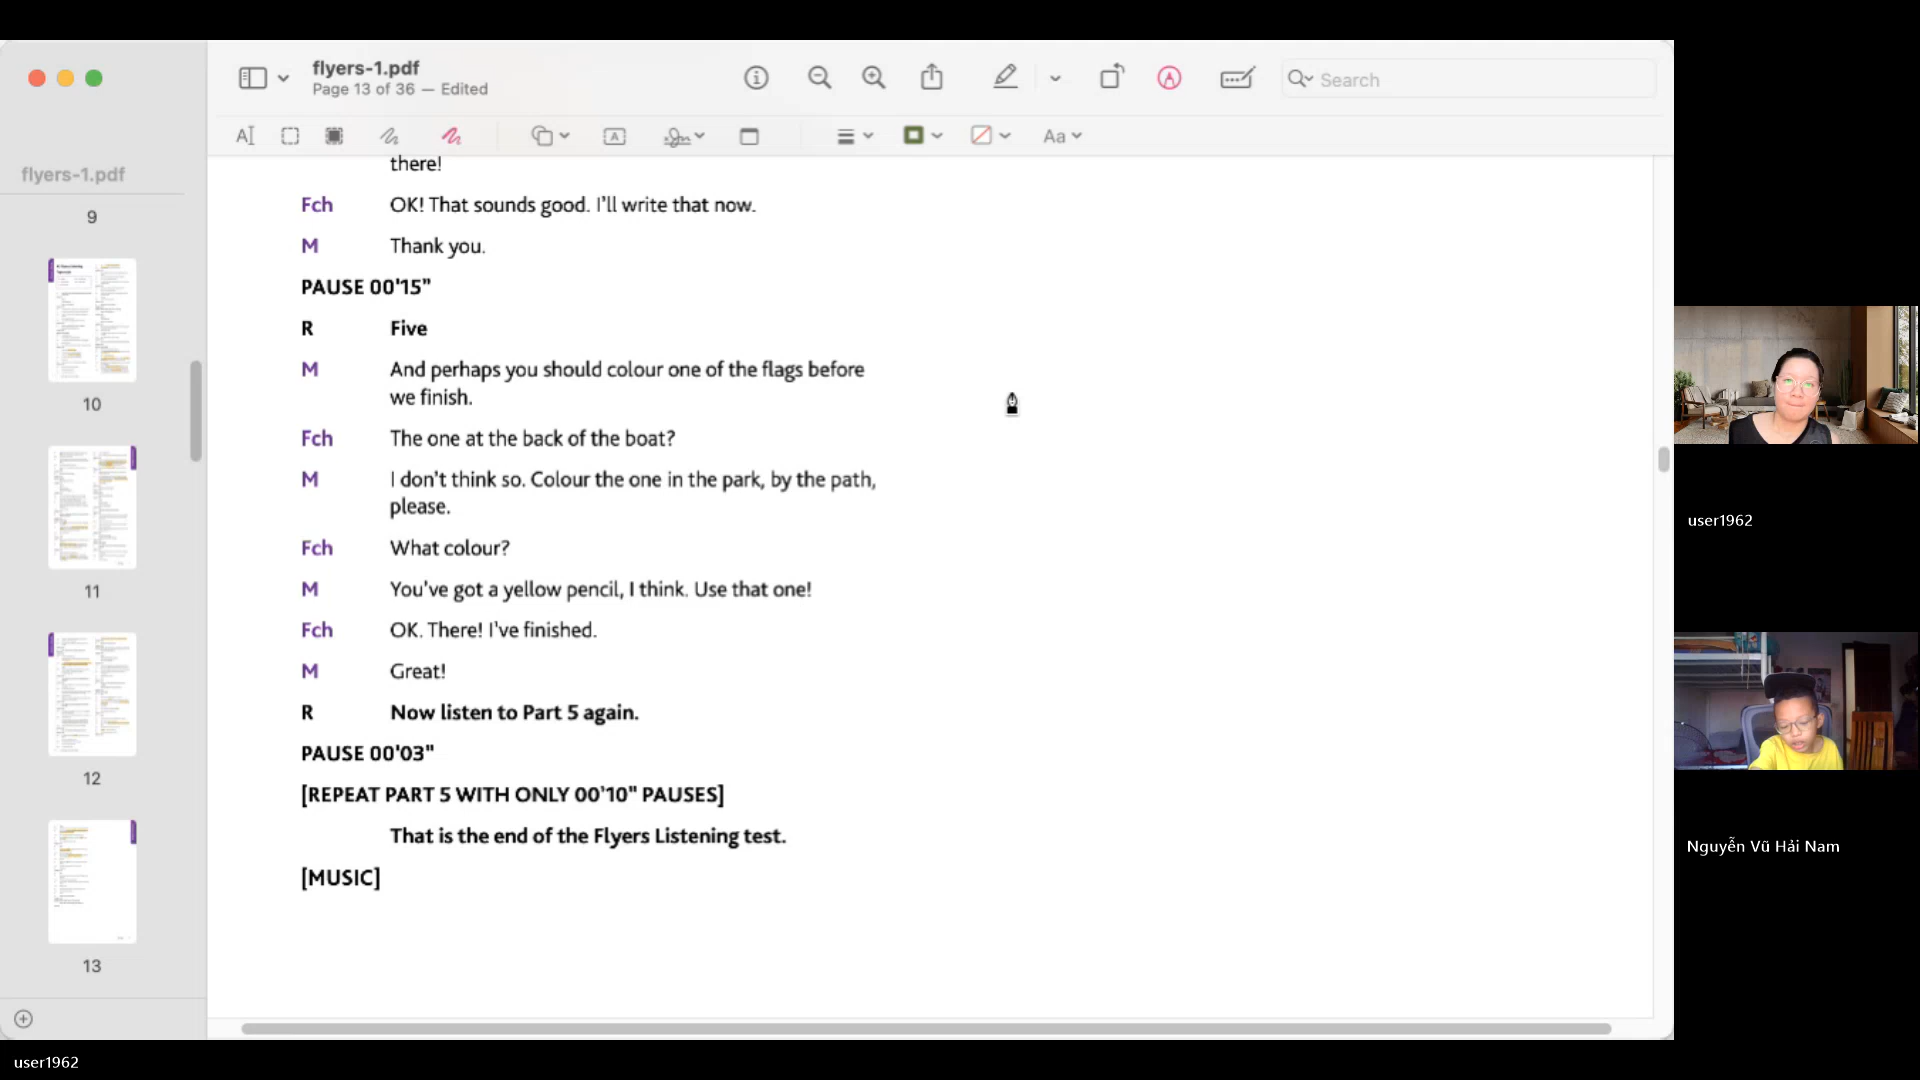 flyers-1.pdf
Page 13 of 36 — Edited
Search
Aa
flyers-1.pdf
9
10
11
12
13
there!
Fch OK! That sounds good. I'll write that now.
M Thank you.
PAUSE 00'15"
R Five
M And perhaps you should colour one of the flags before
we finish.
Fch The one at the back of the boat?
M I don't think so. Colour the one in the park, by the path,
please.
Fch What colour?
M You've got a yellow pencil, I think. Use that one!
Fch OK. There! I've finished.
M Great!
R Now listen to Part 5 again.
PAUSE 00'03"
[REPEAT PART 5 WITH ONLY 00'10" PAUSES]
That is the end of the Flyers Listening test.
[MUSIC]
user1962
Nguyễn Vũ Hải Nam
user1962